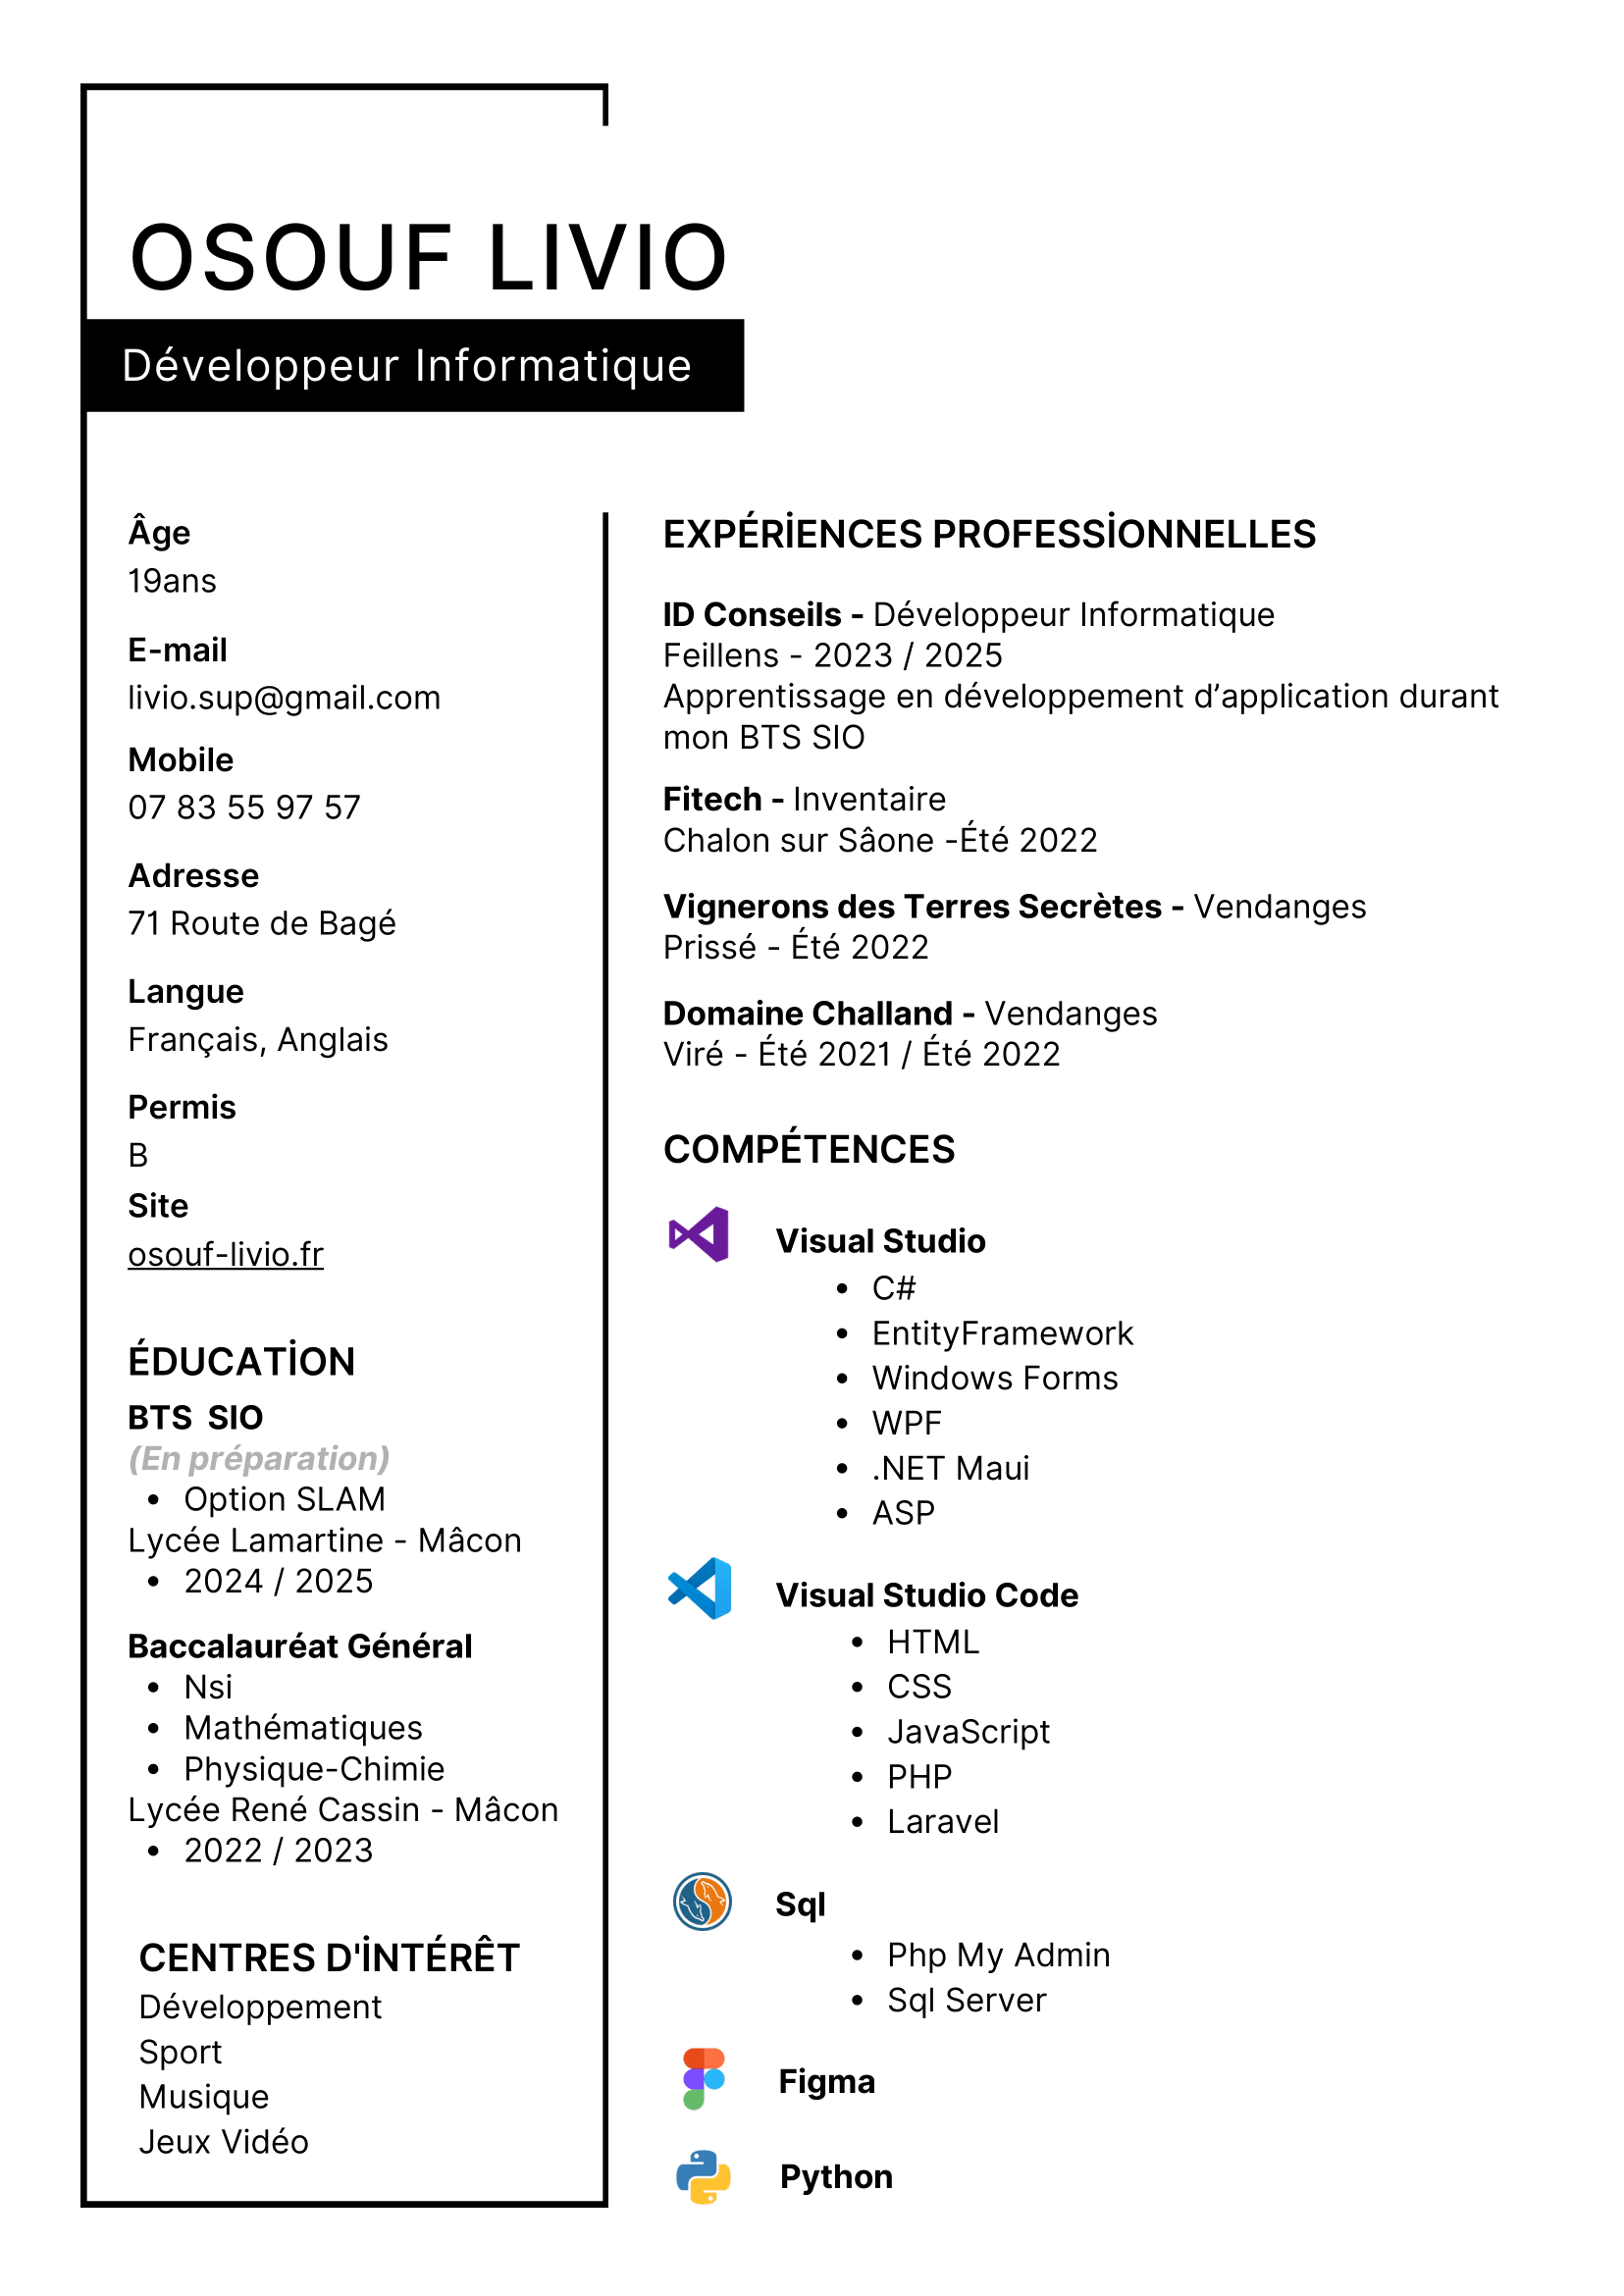 OSOUF LIVIO
Développeur Informatique
Âge
19ans
E-mail
livio.sup@gmail.com
Mobile
07 83 55 97 57
Adresse
71 Route de Bagé
Langue
Français, Anglais
Permis
B
Site
osouf-livio.fr
ÉDUCATİON
BTS SIO
(En préparation)
• Option SLAM
Lycée Lamartine - Mâcon
• 2024 / 2025
Baccalauréat Général
• Nsi
• Mathématiques
• Physique-Chimie
Lycée René Cassin - Mâcon
• 2022 / 2023
CENTRES D'İNTÉRÊT
Développement
Sport
Musique
Jeux Vidéo
EXPÉRİENCES PROFESSİONNELLES
ID Conseils - Développeur Informatique
Feillens - 2023 / 2025
Apprentissage en développement d’application durant
mon BTS SIO
Fitech - Inventaire
Chalon sur Sâone -Été 2022
Vignerons des Terres Secrètes - Vendanges
Prissé - Été 2022
Domaine Challand - Vendanges
Viré - Été 2021 / Été 2022
COMPÉTENCES
Visual Studio
• C#
• EntityFramework
• Windows Forms
• WPF
• .NET Maui
• ASP
Visual Studio Code
• HTML
• CSS
• JavaScript
• PHP
• Laravel
Sql
• Php My Admin
• Sql Server
Figma
Python